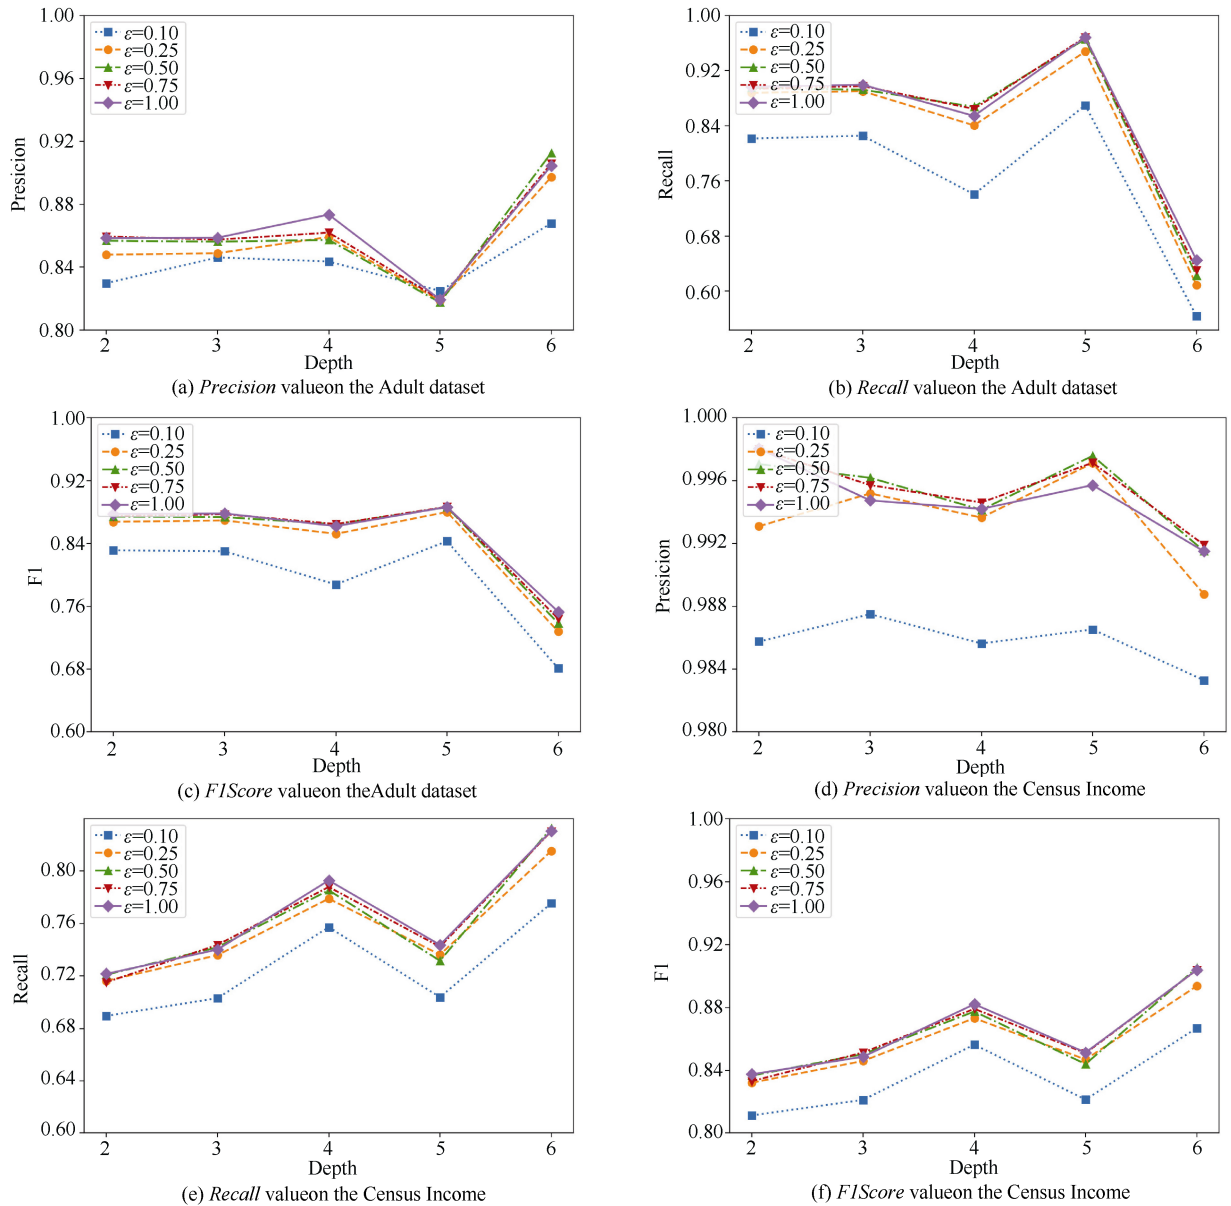 1.00
0.96
0.92
0.88
0.84
0.80
Presicion
ε=0.10
ε=0.25
ε=0.50
ε=0.75
ε=1.00
2 3 4 5 6
Depth
(a) Precision valueon the Adult dataset
1.00
0.92
0.84
0.76
0.68
0.60
Recall
ε=0.10
ε=0.25
ε=0.50
ε=0.75
ε=1.00
2 3 4 5 6
Depth
(b) Recall valueon the Adult dataset
1.00
0.92
0.84
0.76
0.68
0.60
F1
ε=0.10
ε=0.25
ε=0.50
ε=0.75
ε=1.00
2 3 4 5 6
Depth
(c) F1Score valueon theAdult dataset
1.000
0.996
0.992
0.988
0.984
0.980
Presicion
ε=0.10
ε=0.25
ε=0.50
ε=0.75
ε=1.00
2 3 4 5 6
Depth
(d) Precision valueon the Census Income
0.80
0.76
0.72
0.68
0.64
0.60
Recall
ε=0.10
ε=0.25
ε=0.50
ε=0.75
ε=1.00
2 3 4 5 6
Depth
(e) Recall valueon the Census Income
1.00
0.96
0.92
0.88
0.84
0.80
F1
ε=0.10
ε=0.25
ε=0.50
ε=0.75
ε=1.00
2 3 4 5 6
Depth
(f) F1Score valueon the Census Income